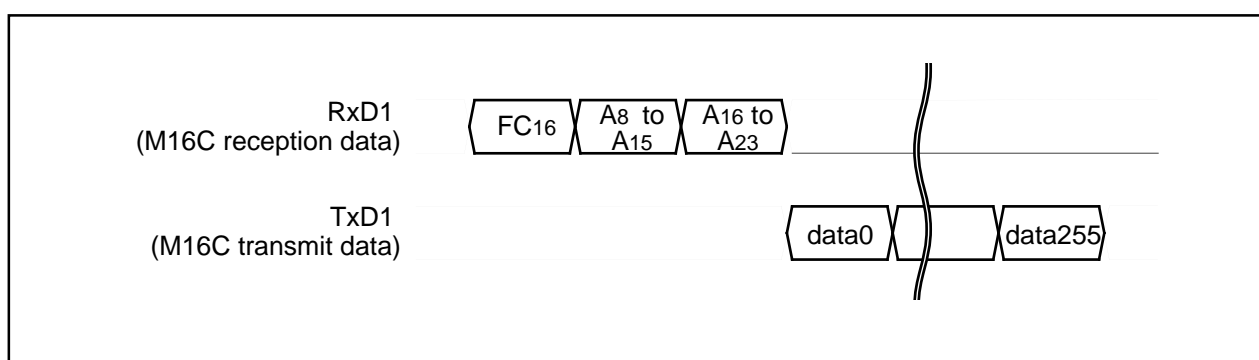 RxD1
(M16C reception data)
FC16
A8 to
A15
A16 to
A23
TxD1
(M16C transmit data)
data0
data255